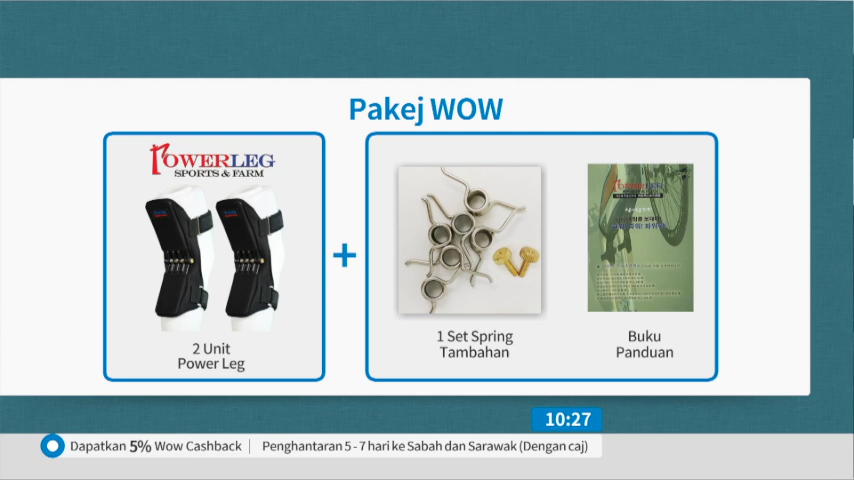 Pakej WOW
POWERLEG
SPORTS & FARM
2 Unit
Power Leg
+
1 Set Spring
Tambahan
POWERLEG
Buku
Panduan
10:27
Dapatkan 5% Wow Cashback | Penghantaran 5 - 7 hari ke Sabah dan Sarawak (Dengan caj)